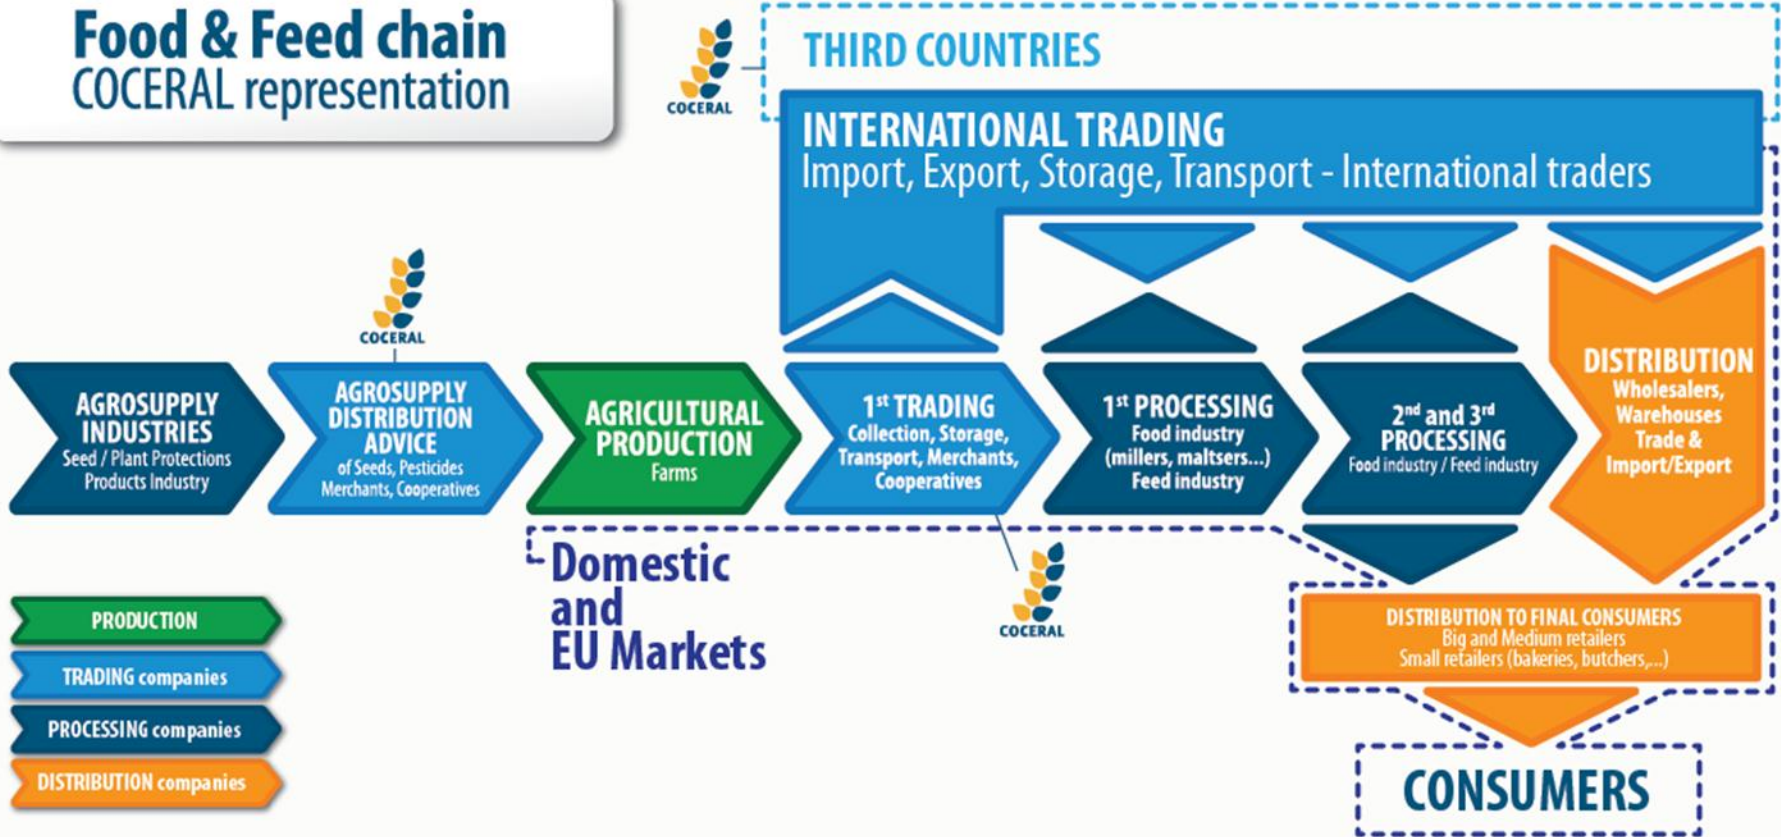 Food & Feed chain
COCERAL representation
COCERAL
THIRD COUNTRIES
INTERNATIONAL TRADING
Import, Export, Storage, Transport - International traders
COCERAL
AGROSUPPLY
INDUSTRIES
Seed / Plant Protections
Products Industry
AGROSUPPLY
DISTRIBUTION
ADVICE
of Seeds, Pesticides
Merchants, Cooperatives
AGRICULTURAL
PRODUCTION
Farms
1st TRADING
Collection, Storage,
Transport, Merchants,
Cooperatives
1st PROCESSING
Food industry
(millers, maltsers...)
Feed industry
2nd and 3rd
PROCESSING
Food industry / Feed industry
DISTRIBUTION
Wholesalers,
Warehouses
Trade &
Import/Export
Domestic
and
EU Markets
COCERAL
DISTRIBUTION TO FINAL CONSUMERS
Big and Medium retailers
Small retailers (bakeries, butchers,...)
CONSUMERS
PRODUCTION
TRADING companies
PROCESSING companies
DISTRIBUTION companies